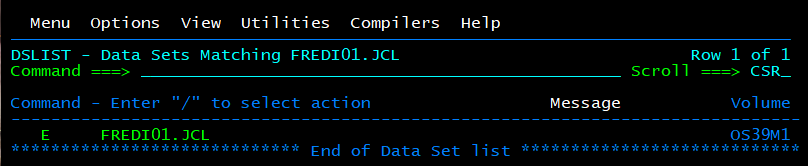 Menu Options View Utilities Compilers Help
DSLIST - Data Sets Matching FREDI01.JCL Row 1 of 1
Command ===> Scroll ===> CSR_
Command - Enter "/" to select action Message Volume
E FREDI01.JCL OS39M1
***************************** End of Data Set list ****************************